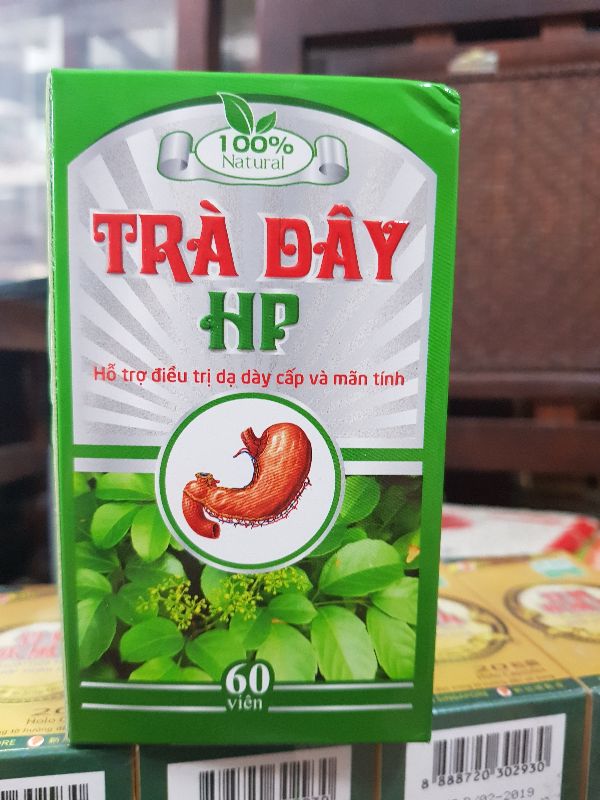 100%
Natural
TRÀ DÂY
HP
Hỗ trợ điều trị dạ dày cấp và mãn tính
60
viên
8 888720 302930